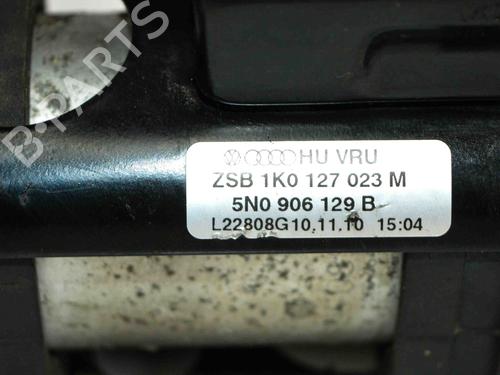 B-PARTS
HU VRU
ZSB 1K0 127 023 M
5N0 906 129 B
L22808G10.11.10 15:04